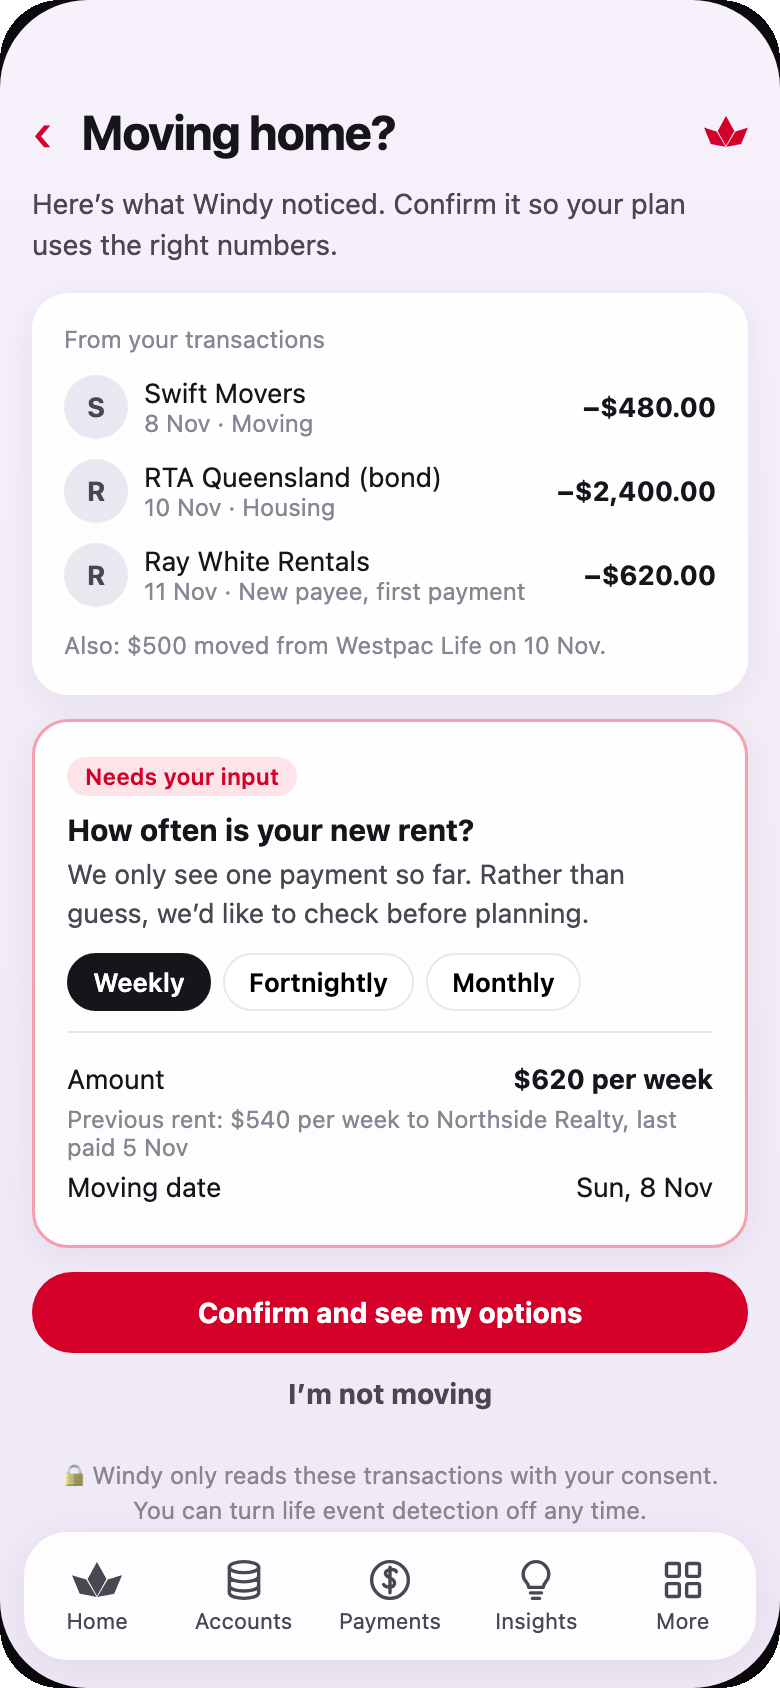 Moving home?
Here’s what Windy noticed. Confirm it so your plan
uses the right numbers.
From your transactions
S
Swift Movers
8 Nov · Moving
–$480.00
R
RTA Queensland (bond)
10 Nov · Housing
–$2,400.00
R
Ray White Rentals
11 Nov · New payee, first payment
–$620.00
Also: $500 moved from Westpac Life on 10 Nov.
Needs your input
How often is your new rent?
We only see one payment so far. Rather than
guess, we’d like to check before planning.
Weekly Fortnightly Monthly
Amount $620 per week
Previous rent: $540 per week to Northside Realty, last
paid 5 Nov
Moving date Sun, 8 Nov
Confirm and see my options
I’m not moving
🔒 Windy only reads these transactions with your consent.
You can turn life event detection off any time.
Home Accounts Payments Insights More